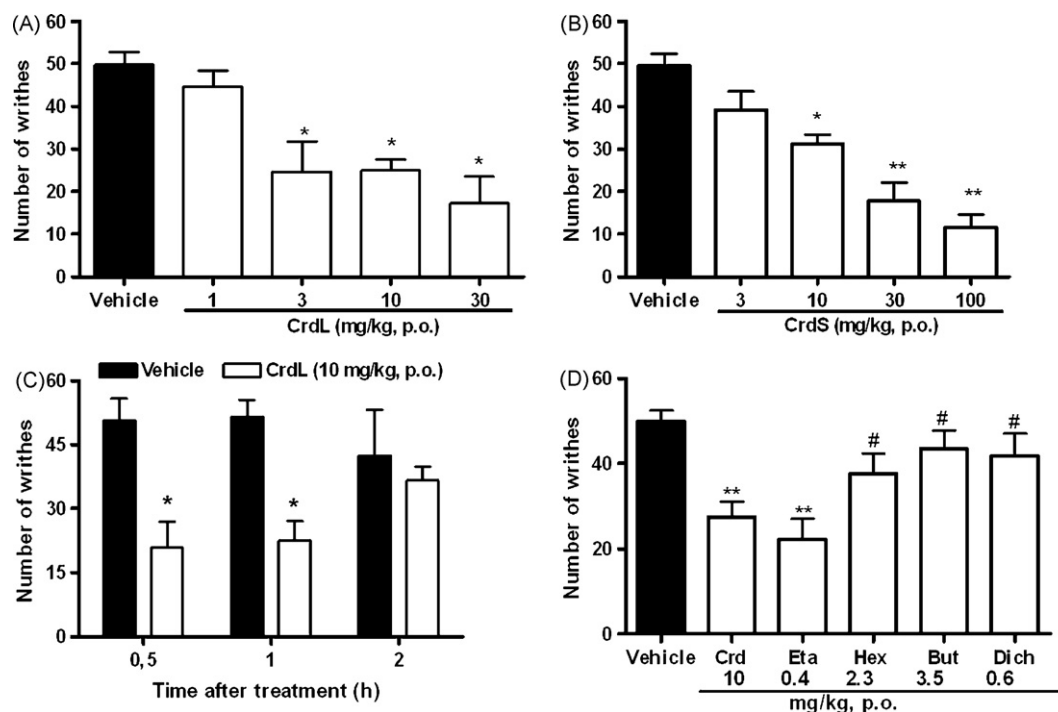 (A)
Number of writhes
60
50
40
30
20
10
0
*
*
*
Vehicle 1 3 10 30
CrdL (mg/kg, p.o.)
(B)
Number of writhes
60
50
40
30
20
10
0
*
**
**
Vehicle 3 10 30 100
CrdS (mg/kg, p.o.)
(C)
Vehicle CrdL (10 mg/kg, p.o.)
Number of writhes
60
45
30
15
0
*
*
0,5 1 2
Time after treatment (h)
(D)
Number of writhes
60
40
20
0
**
**
#
#
#
Vehicle Crd Eta Hex But Dich
10 0.4 2.3 3.5 0.6
mg/kg, p.o.